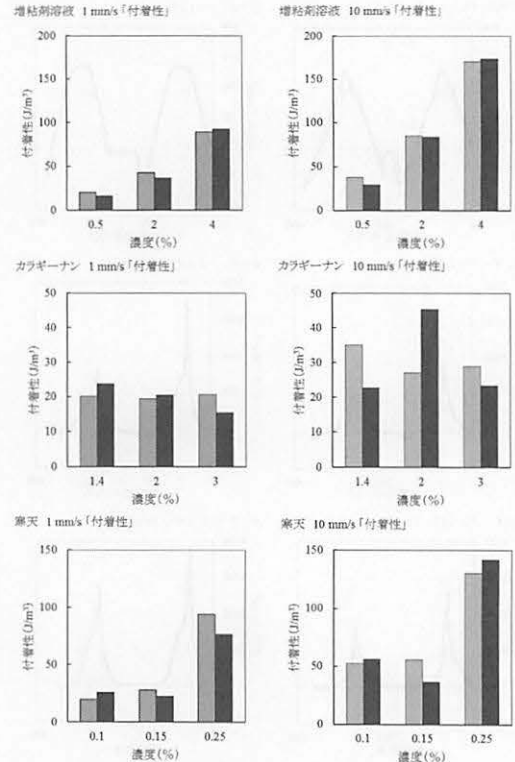 増粘剤溶液 1 mm/s「付着性」
付着性(J/m³)
200
150
100
50
0
0.5 2 4
濃度(%)
増粘剤溶液 10 mm/s「付着性」
付着性(J/m³)
200
150
100
50
0
0.5 2 4
濃度(%)
カラギーナン 1 mm/s「付着性」
付着性(J/m³)
50
40
30
20
10
0
1.4 2 3
濃度(%)
カラギーナン 10 mm/s「付着性」
付着性(J/m³)
50
40
30
20
10
0
1.4 2 3
濃度(%)
寒天 1 mm/s「付着性」
付着性(J/m³)
150
100
50
0
0.1 0.15 0.25
濃度(%)
寒天 10 mm/s「付着性」
付着性(J/m³)
150
100
50
0
0.1 0.15 0.25
濃度(%)